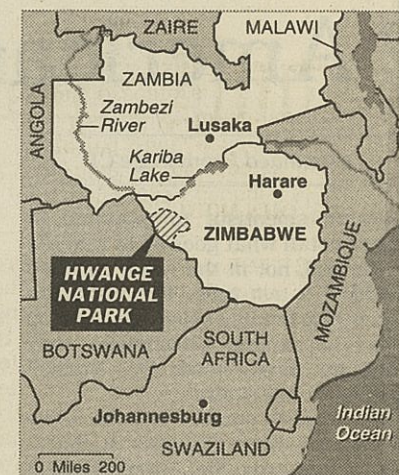 ZAIRE
MALAWI
ZAMBIA
ANGOLA
Zambezi
River
Lusaka
Kariba
Lake
Harare
ZIMBABWE
HWANGE
NATIONAL
PARK
MOZAMBIQUE
BOTSWANA
SOUTH
AFRICA
Johannesburg
Indian
Ocean
SWAZILAND
0 Miles 200